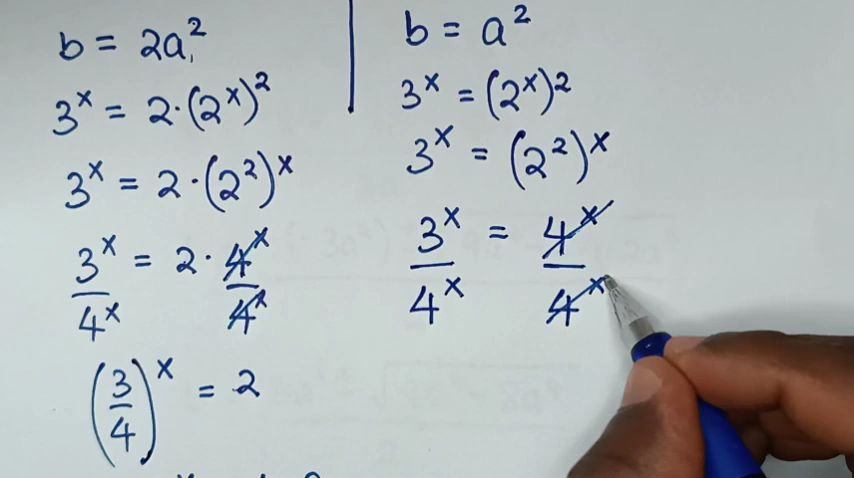 b = 2a²
3ˣ = 2·(2ˣ)²
3ˣ = 2·(2²)ˣ
3ˣ/4ˣ = 2·4ˣ/4ˣ
(3/4)ˣ = 2
b = a²
3ˣ = (2ˣ)²
3ˣ = (2²)ˣ
3ˣ/4ˣ = 4ˣ/4ˣ